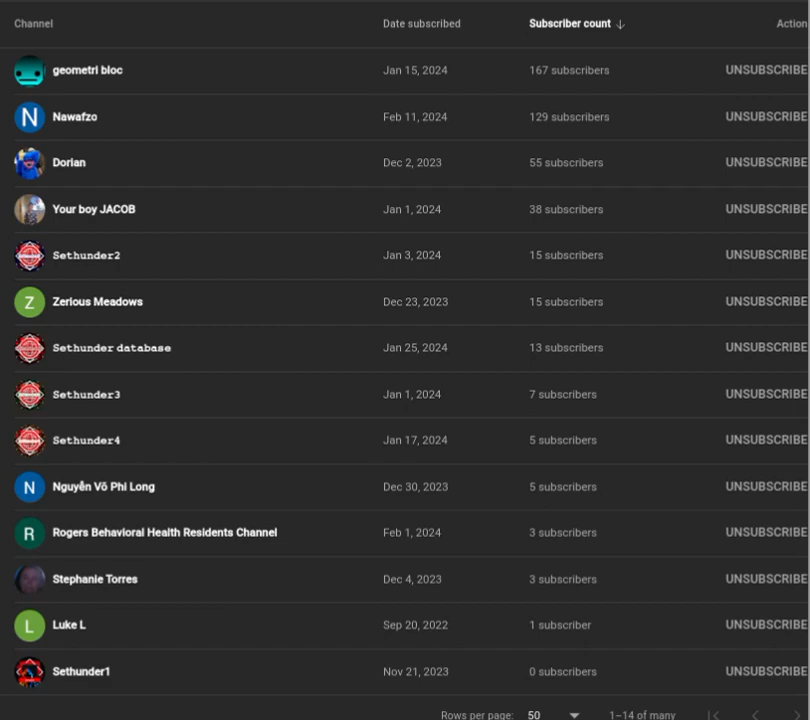 Channel Date subscribed Subscriber count ↓ Action
geometri bloc Jan 15, 2024 167 subscribers UNSUBSCRIBE
N Nawafzo Feb 11, 2024 129 subscribers UNSUBSCRIBE
Dorian Dec 2, 2023 55 subscribers UNSUBSCRIBE
Your boy JACOB Jan 1, 2024 38 subscribers UNSUBSCRIBE
𝚂𝚎𝚝𝚑𝚞𝚗𝚍𝚎𝚛𝟸 Jan 3, 2024 15 subscribers UNSUBSCRIBE
Z Zerious Meadows Dec 23, 2023 15 subscribers UNSUBSCRIBE
𝚂𝚎𝚝𝚑𝚞𝚗𝚍𝚎𝚛 𝚍𝚊𝚝𝚊𝚋𝚊𝚜𝚎 Jan 25, 2024 13 subscribers UNSUBSCRIBE
𝚂𝚎𝚝𝚑𝚞𝚗𝚍𝚎𝚛𝟹 Jan 1, 2024 7 subscribers UNSUBSCRIBE
𝚂𝚎𝚝𝚑𝚞𝚗𝚍𝚎𝚛𝟺 Jan 17, 2024 5 subscribers UNSUBSCRIBE
N Nguyễn Võ Phi Long Dec 30, 2023 5 subscribers UNSUBSCRIBE
R Rogers Behavioral Health Residents Channel Feb 1, 2024 3 subscribers UNSUBSCRIBE
Stephanie Torres Dec 4, 2023 3 subscribers UNSUBSCRIBE
L Luke L Sep 20, 2022 1 subscriber UNSUBSCRIBE
Sethunder1 Nov 21, 2023 0 subscribers UNSUBSCRIBE
Rows per page: 50 1–14 of many